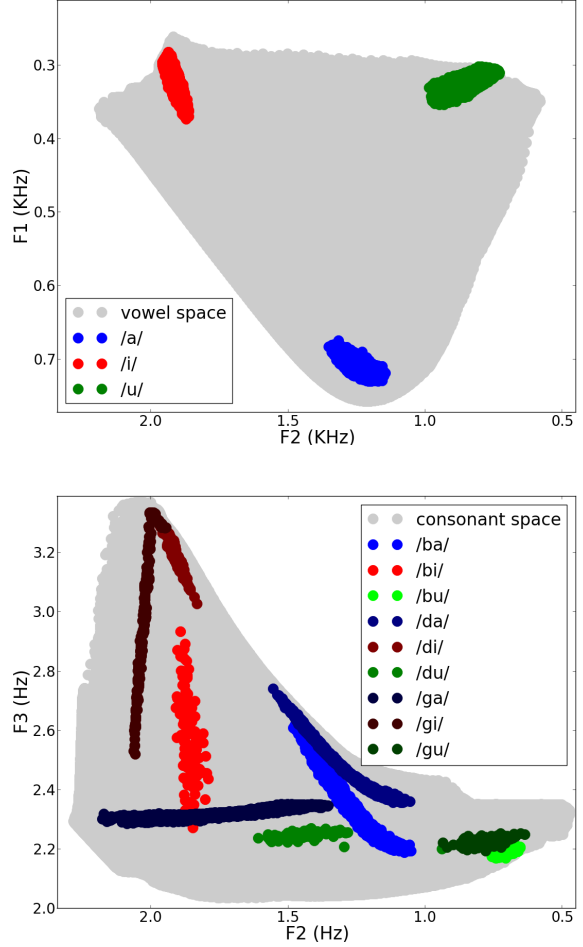 0.3
0.4
0.5
0.6
0.7
F1 (KHz)
vowel space
/a/
/i/
/u/
2.0 1.5 1.0
F2 (KHz)
3.2
3.0
2.8
2.6
2.4
2.2
2.0
F3 (Hz)
consonant space
/ba/
/bi/
/bu/
/da/
/di/
/du/
/ga/
/gi/
/gu/
2.0 1.5 1.0 0.5
F2 (Hz)